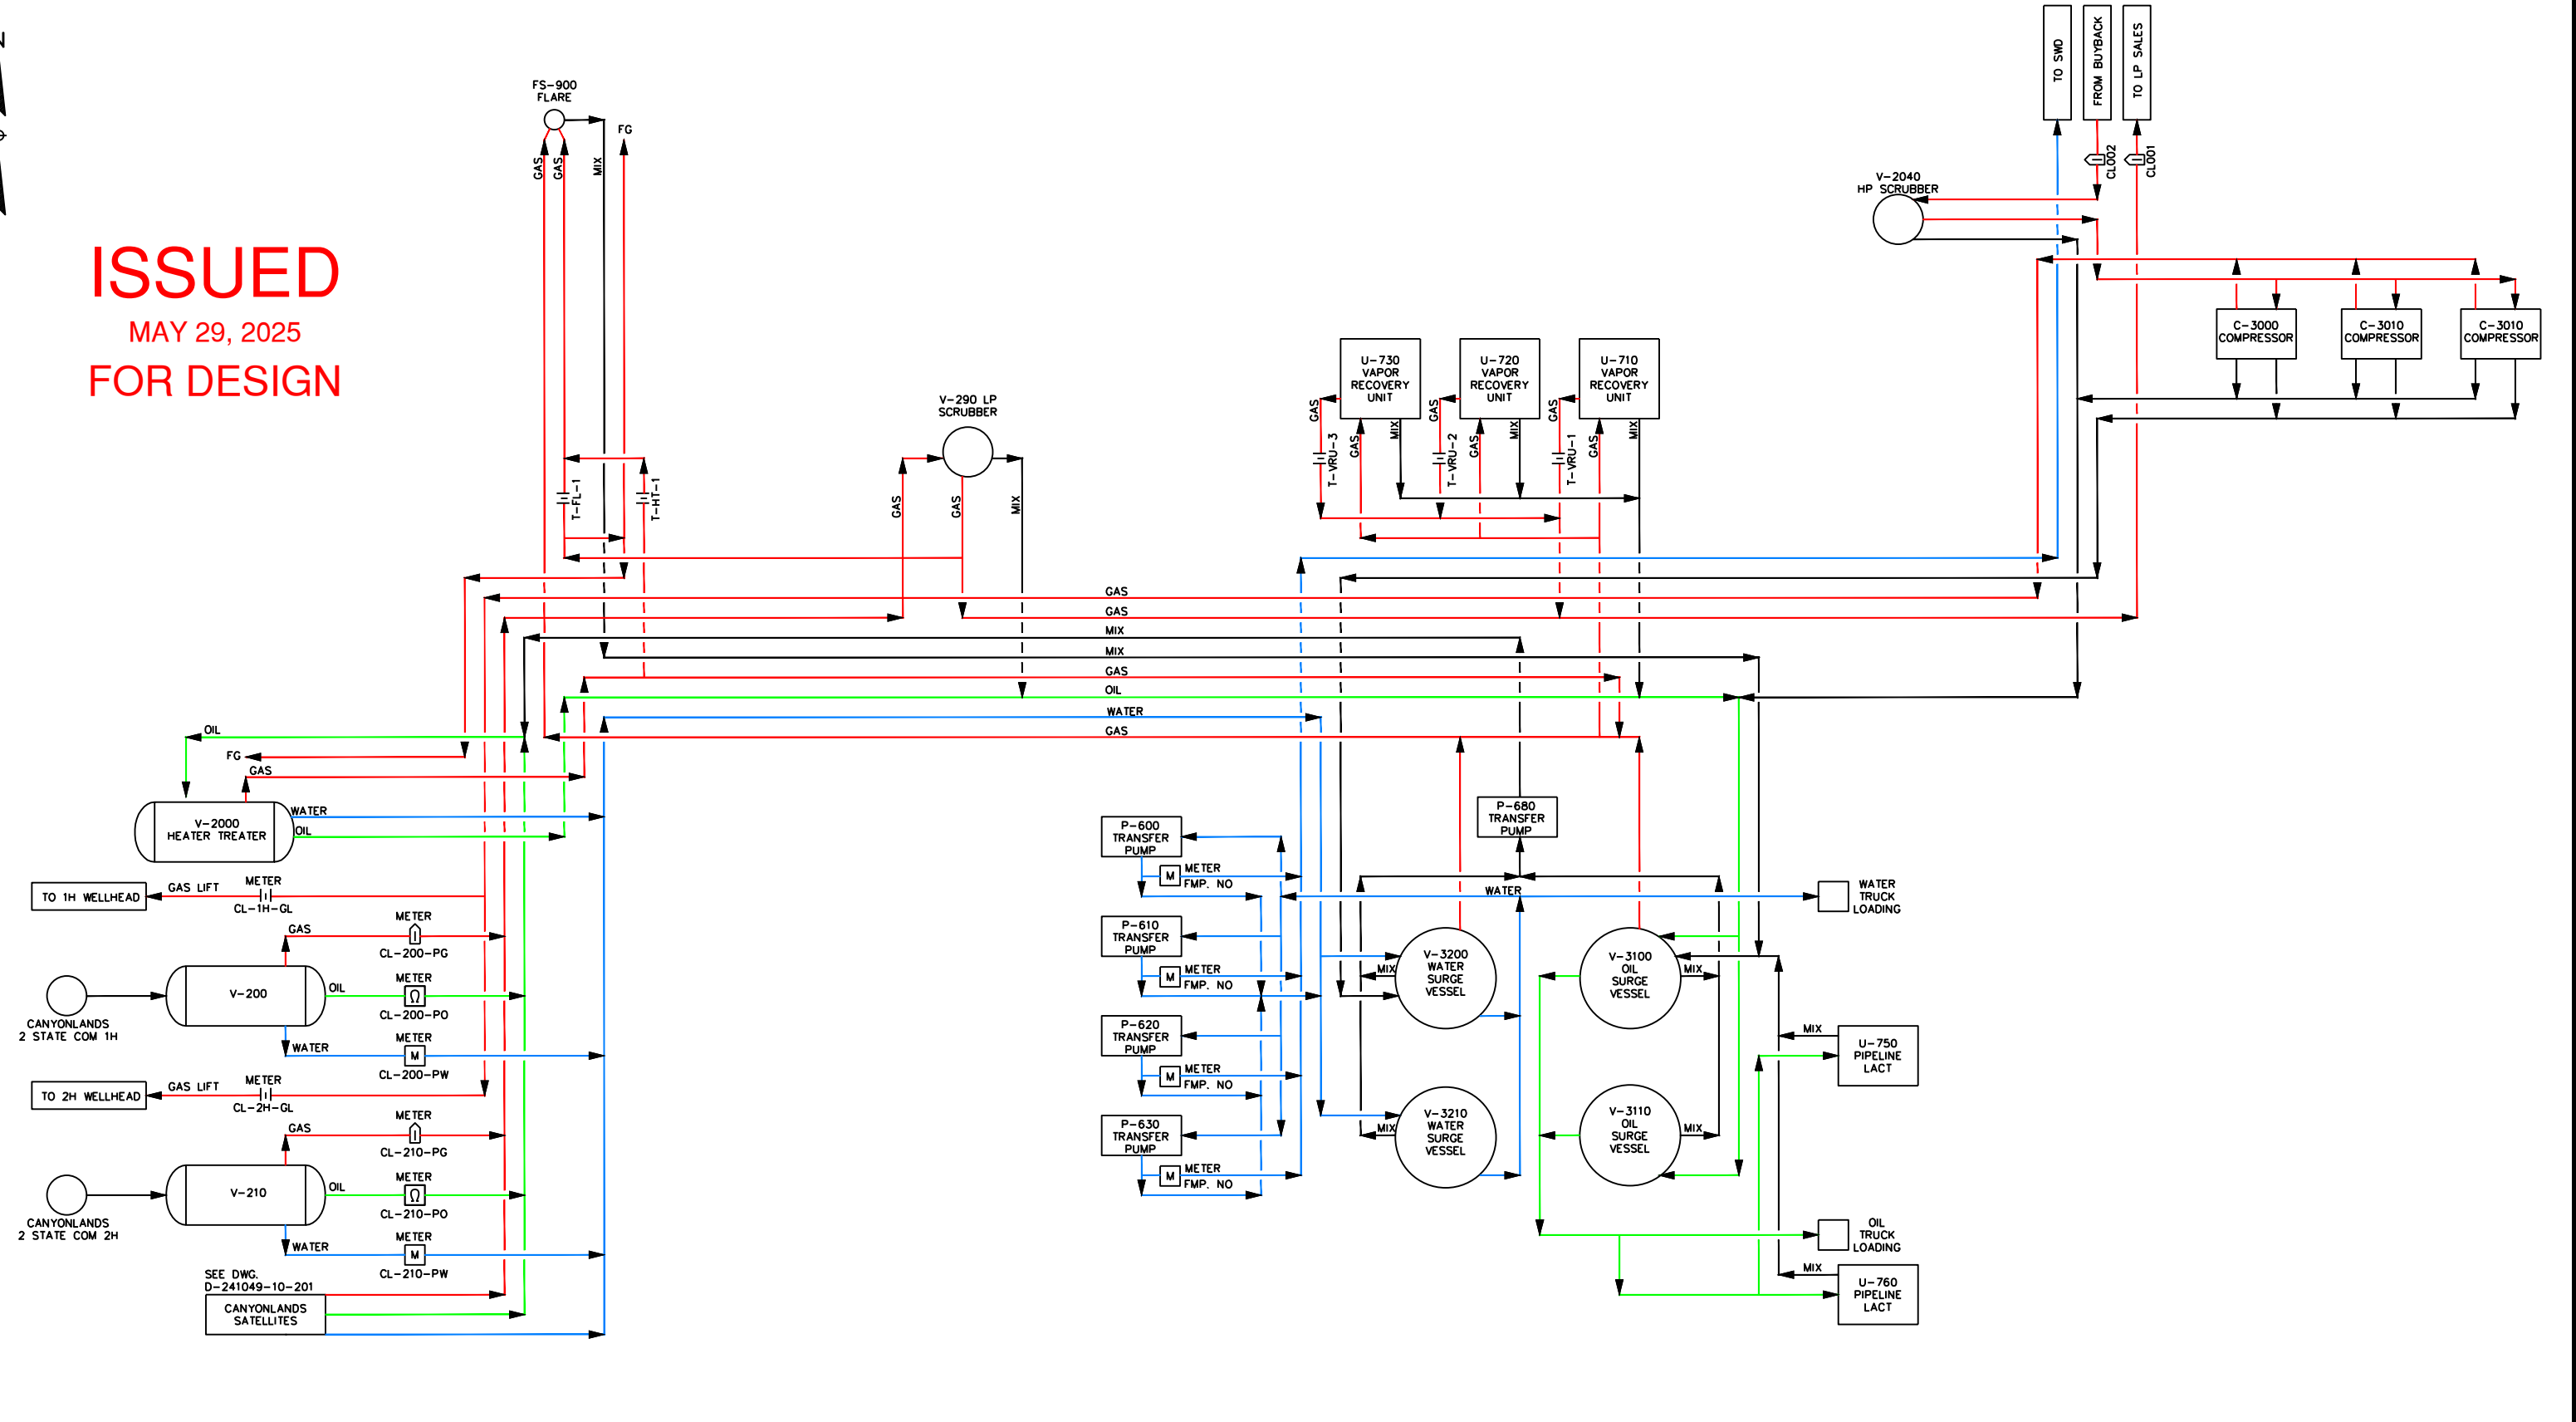 N
TO SWD
FROM BUYBACK
TO LP SALES
FS-900
FLARE
FG
GAS
GAS
MIX
CL002
CL001
V-2040
HP SCRUBBER
ISSUED
MAY 29, 2025
FOR DESIGN
C-3000
COMPRESSOR
C-3010
COMPRESSOR
C-3010
COMPRESSOR
U-730
VAPOR
RECOVERY
UNIT
U-720
VAPOR
RECOVERY
UNIT
U-710
VAPOR
RECOVERY
UNIT
V-290 LP
SCRUBBER
GAS
GAS
GAS
GAS
MIX
GAS
MIX
GAS
MIX
T-VRU-3
T-VRU-2
T-VRU-1
T-FL-1
T-HT-1
GAS
GAS
MIX
GAS
GAS
MIX
MIX
GAS
OIL
WATER
GAS
OIL
FG
GAS
V-2000
HEATER TREATER
WATER
OIL
P-680
TRANSFER
PUMP
P-600
TRANSFER
PUMP
M
METER
FMP. NO
TO 1H WELLHEAD
GAS LIFT
METER
CL-1H-GL
WATER
WATER
TRUCK
LOADING
GAS
METER
CL-200-PG
P-610
TRANSFER
PUMP
M
METER
FMP. NO
V-3200
WATER
SURGE
VESSEL
MIX
V-3100
OIL
SURGE
VESSEL
MIX
V-200
OIL
METER
Ω
CL-200-PO
CANYONLANDS
2 STATE COM 1H
WATER
METER
M
CL-200-PW
P-620
TRANSFER
PUMP
M
METER
FMP. NO
MIX
U-750
PIPELINE
LACT
TO 2H WELLHEAD
GAS LIFT
METER
CL-2H-GL
GAS
METER
CL-210-PG
P-630
TRANSFER
PUMP
M
METER
FMP. NO
V-3210
WATER
SURGE
VESSEL
MIX
V-3110
OIL
SURGE
VESSEL
MIX
V-210
OIL
METER
Ω
CL-210-PO
CANYONLANDS
2 STATE COM 2H
WATER
METER
M
CL-210-PW
OIL
TRUCK
LOADING
SEE DWG.
D-241049-10-201
CANYONLANDS
SATELLITES
MIX
U-760
PIPELINE
LACT